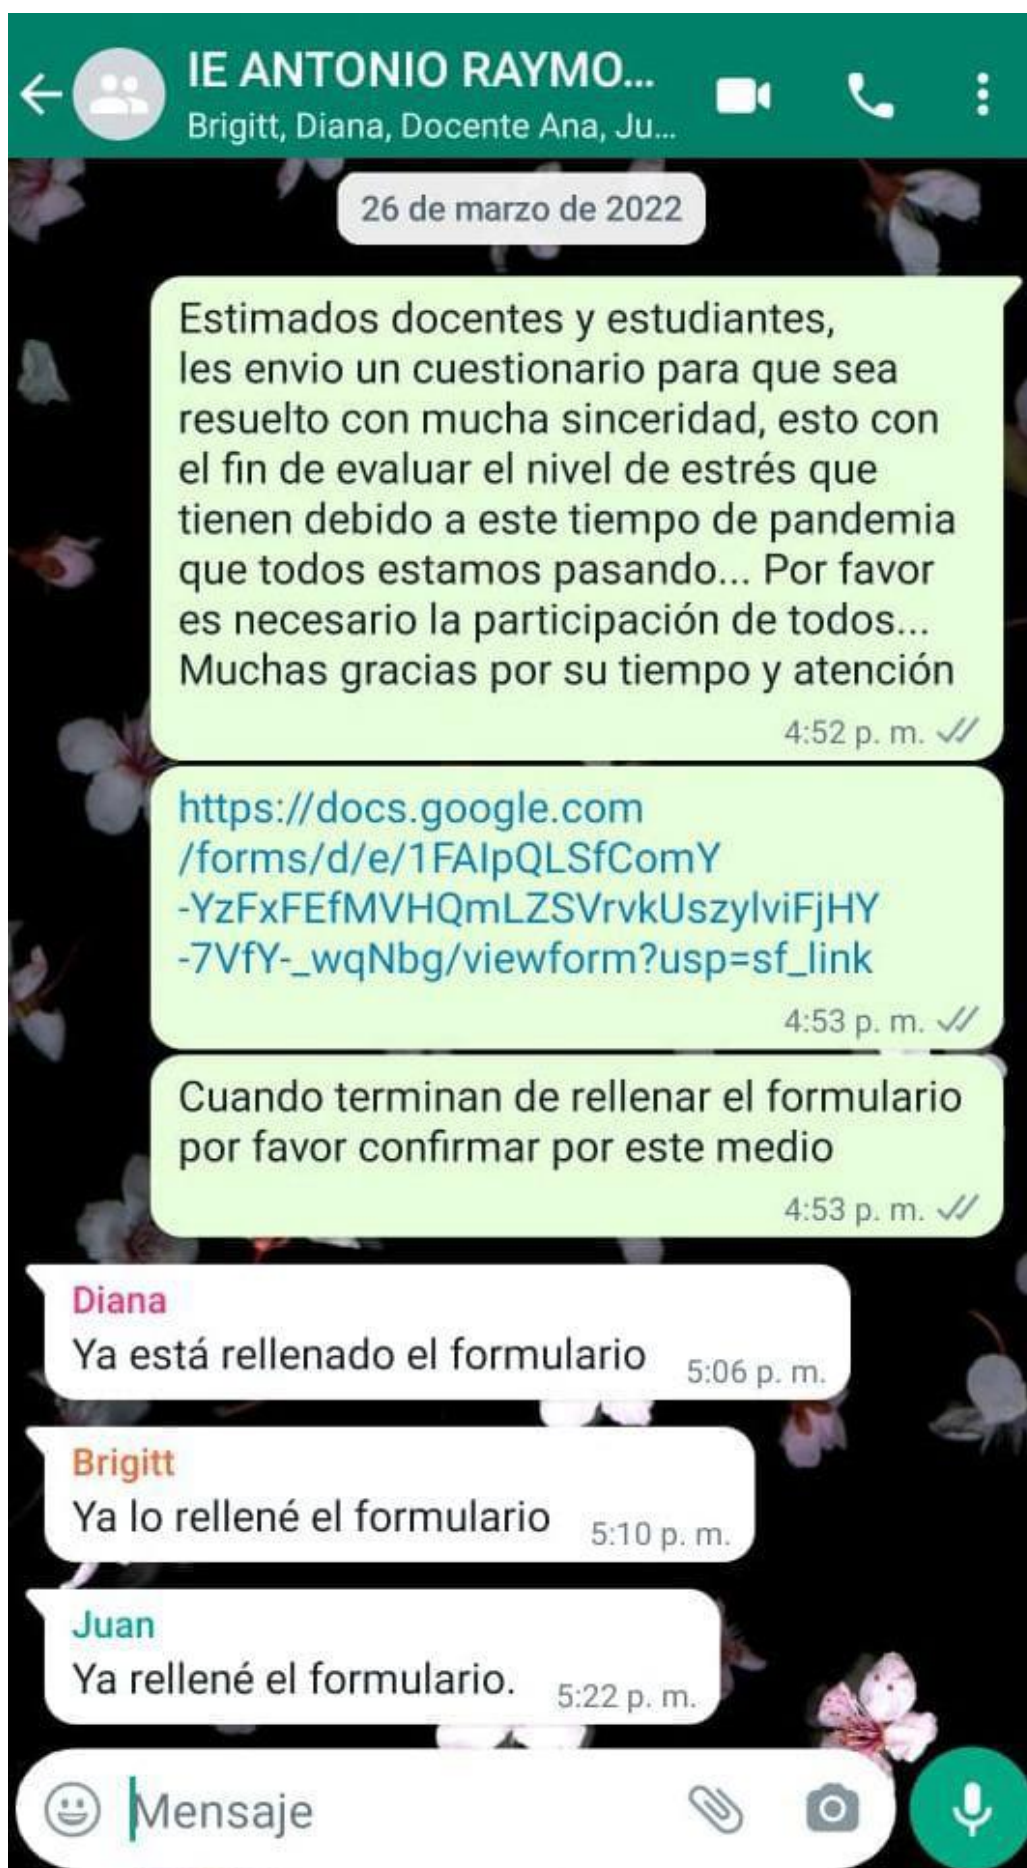 IE ANTONIO RAYMO...
Brigitt, Diana, Docente Ana, Ju...
26 de marzo de 2022
Estimados docentes y estudiantes,
les envio un cuestionario para que sea
resuelto con mucha sinceridad, esto con
el fin de evaluar el nivel de estrés que
tienen debido a este tiempo de pandemia
que todos estamos pasando... Por favor
es necesario la participación de todos...
Muchas gracias por su tiempo y atención
4:52 p. m.
https://docs.google.com
/forms/d/e/1FAIpQLSfComY
-YzFxFEfMVHQmLZSVrvkUszylviFjHY
-7VfY-_wqNbg/viewform?usp=sf_link
4:53 p. m.
Cuando terminan de rellenar el formulario
por favor confirmar por este medio
4:53 p. m.
Diana
Ya está rellenado el formulario 5:06 p. m.
Brigitt
Ya lo rellené el formulario 5:10 p. m.
Juan
Ya rellené el formulario. 5:22 p. m.
Mensaje